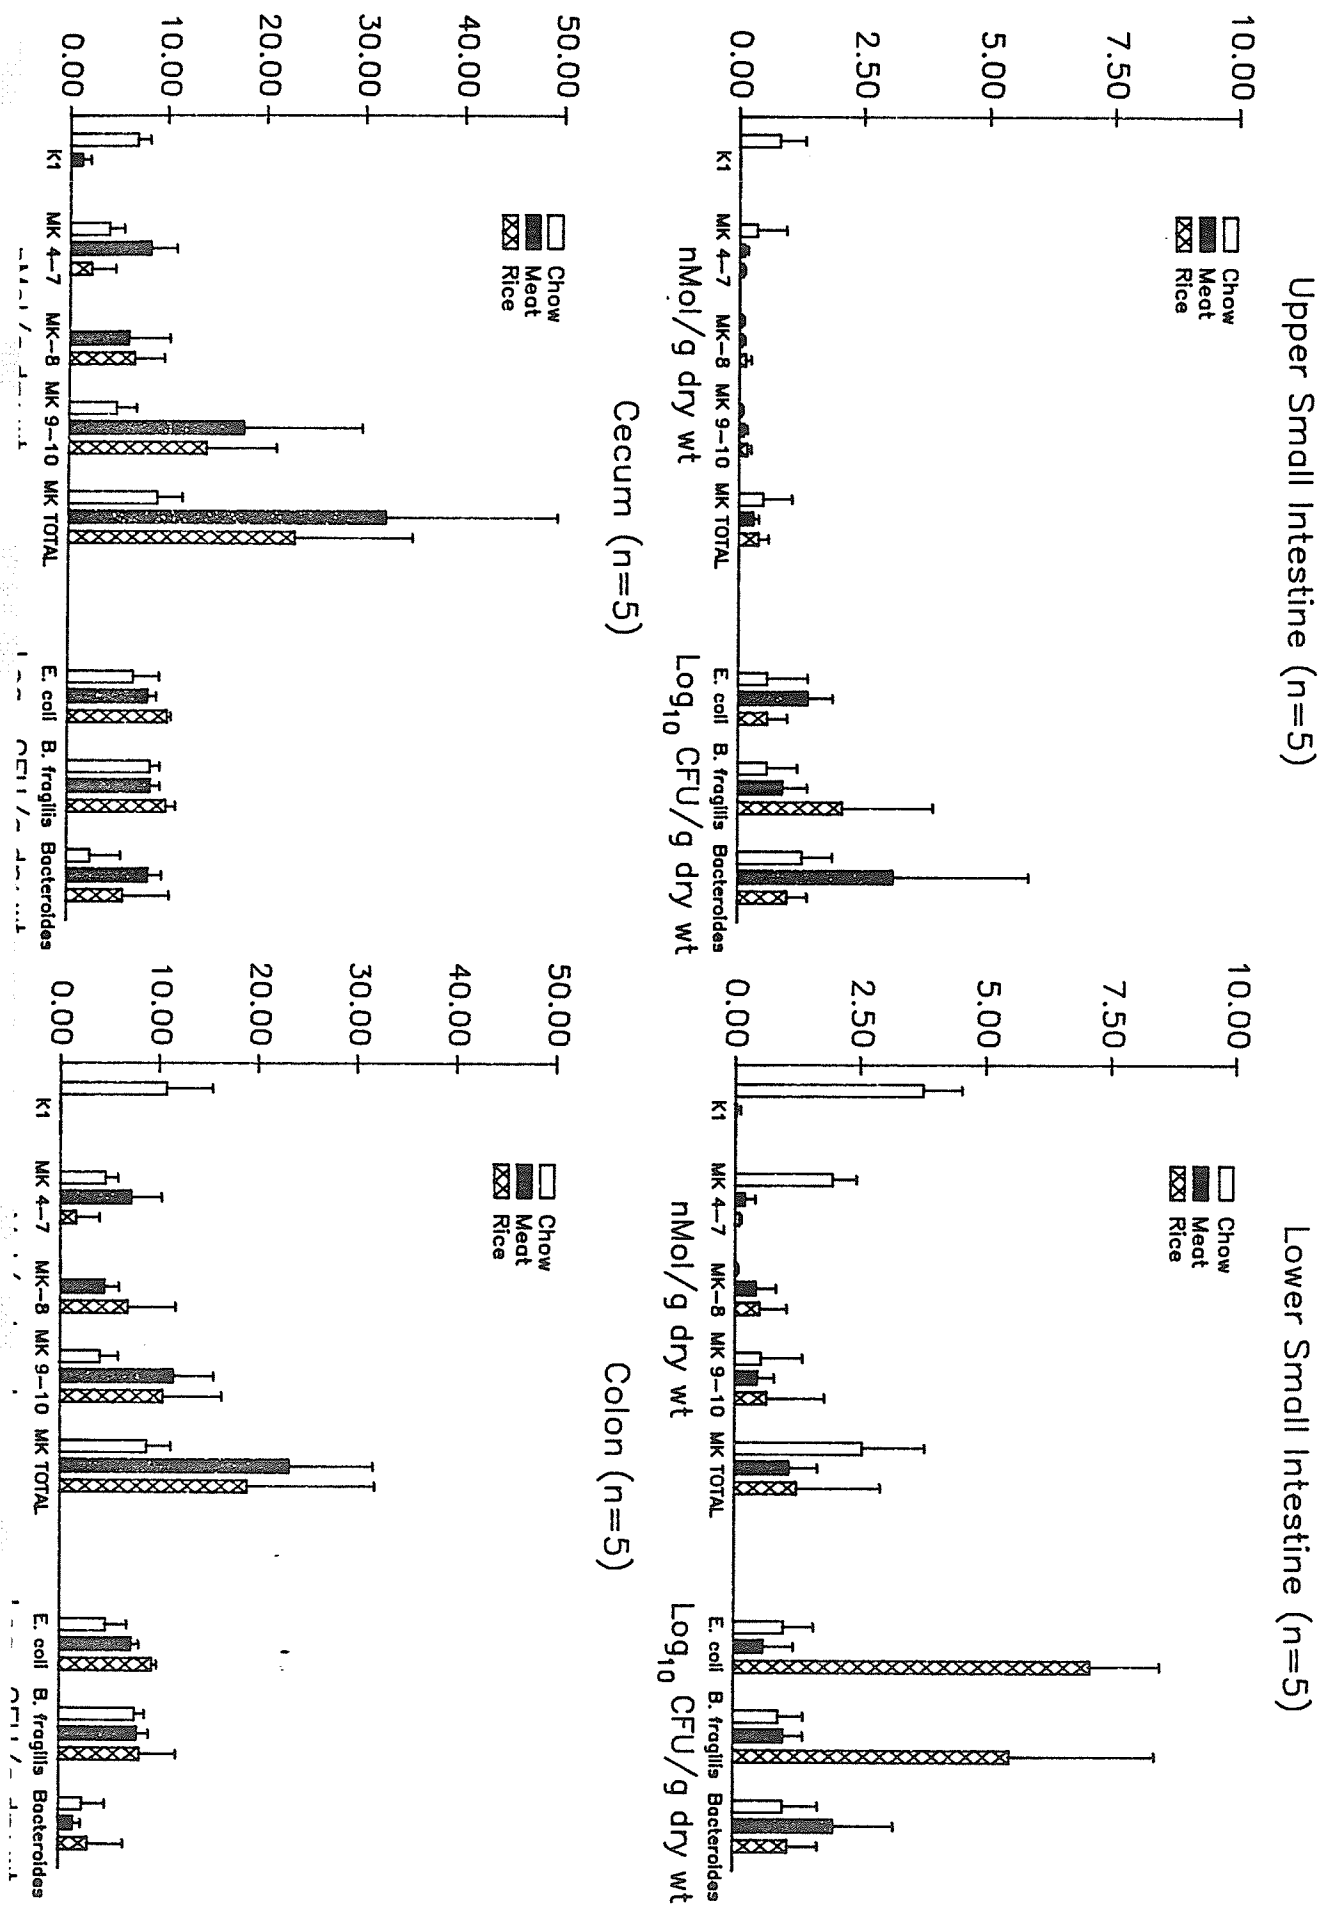 Upper Small Intestine (n=5)
10.00
7.50
5.00
2.50
0.00
Chow
Meat
Rice
K1
MK 4-7
MK-8
MK 9-10
MK TOTAL
E. coli
B. fragilis
Bacteroides
nMol/g dry wt
Log10 CFU/g dry wt
Lower Small Intestine (n=5)
10.00
7.50
5.00
2.50
0.00
Chow
Meat
Rice
K1
MK 4-7
MK-8
MK 9-10
MK TOTAL
E. coli
B. fragilis
Bacteroides
nMol/g dry wt
Log10 CFU/g dry wt
Cecum (n=5)
50.00
40.00
30.00
20.00
10.00
0.00
Chow
Meat
Rice
K1
MK 4-7
MK-8
MK 9-10
MK TOTAL
E. coli
B. fragilis
Bacteroides
Colon (n=5)
50.00
40.00
30.00
20.00
10.00
0.00
Chow
Meat
Rice
K1
MK 4-7
MK-8
MK 9-10
MK TOTAL
E. coli
B. fragilis
Bacteroides